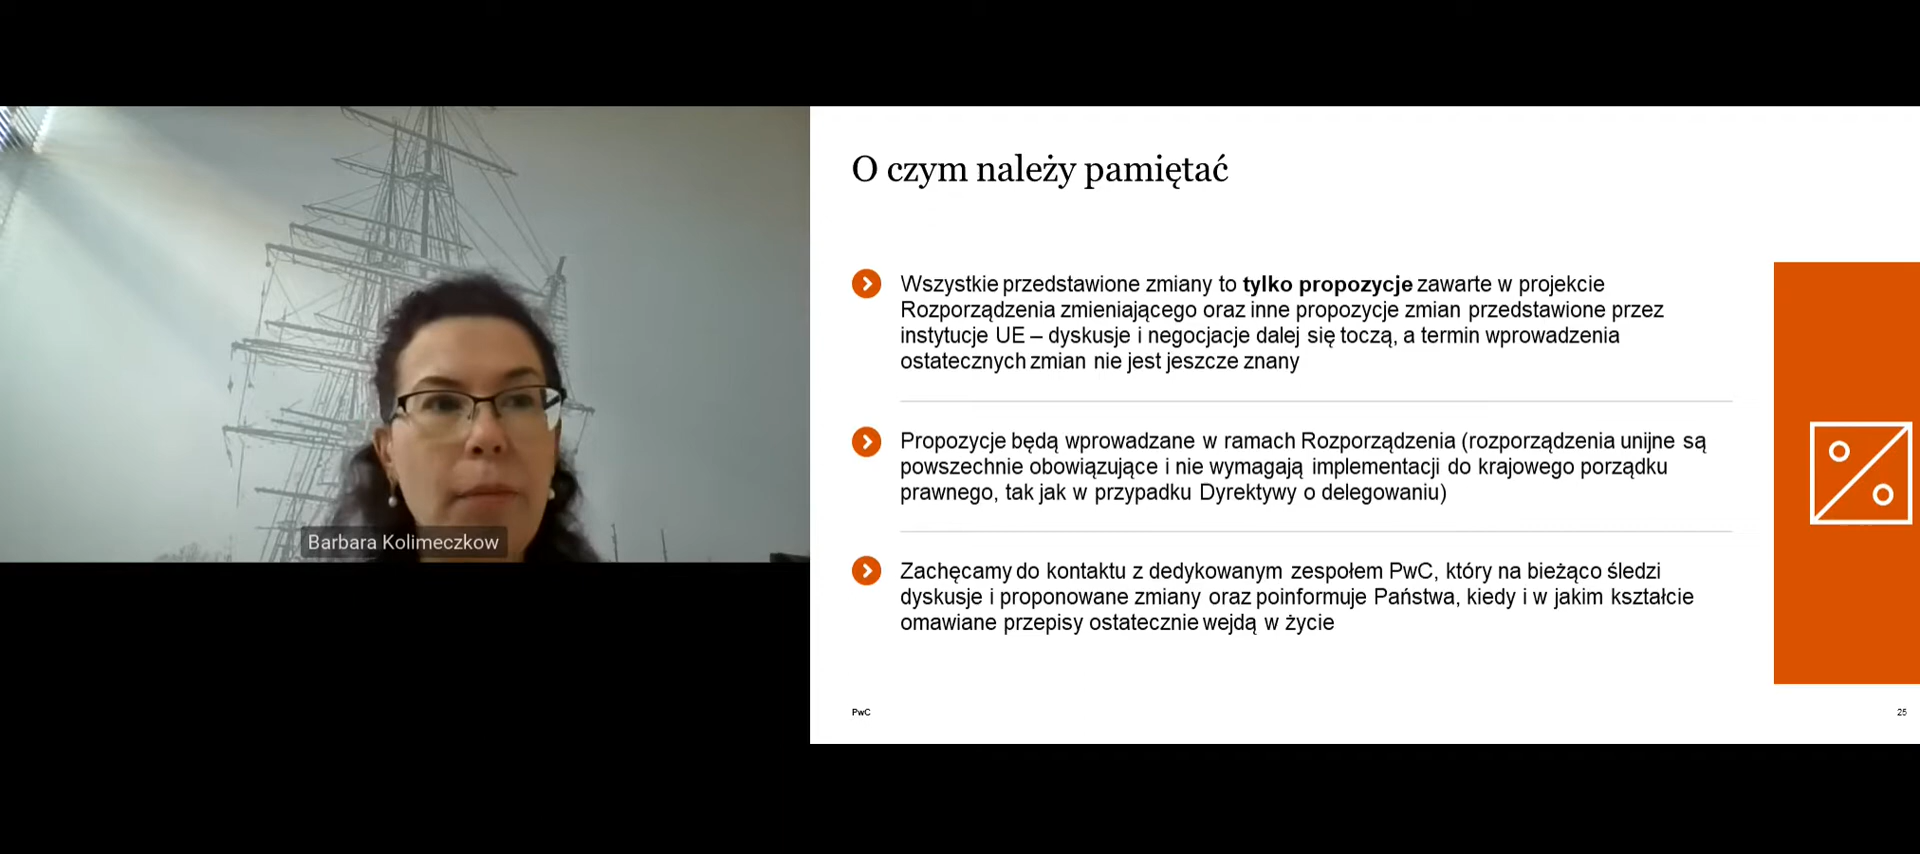 Barbara Kolimeczkow
O czym należy pamiętać
Wszystkie przedstawione zmiany to tylko propozycje zawarte w projekcie
Rozporządzenia zmieniającego oraz inne propozycje zmian przedstawione przez
instytucje UE – dyskusje i negocjacje dalej się toczą, a termin wprowadzenia
ostatecznych zmian nie jest jeszcze znany
Propozycje będą wprowadzane w ramach Rozporządzenia (rozporządzenia unijne są
powszechnie obowiązujące i nie wymagają implementacji do krajowego porządku
prawnego, tak jak w przypadku Dyrektywy o delegowaniu)
Zachęcamy do kontaktu z dedykowanym zespołem PwC, który na bieżąco śledzi
dyskusje i proponowane zmiany oraz poinformuje Państwa, kiedy i w jakim kształcie
omawiane przepisy ostatecznie wejdą w życie
PwC
25